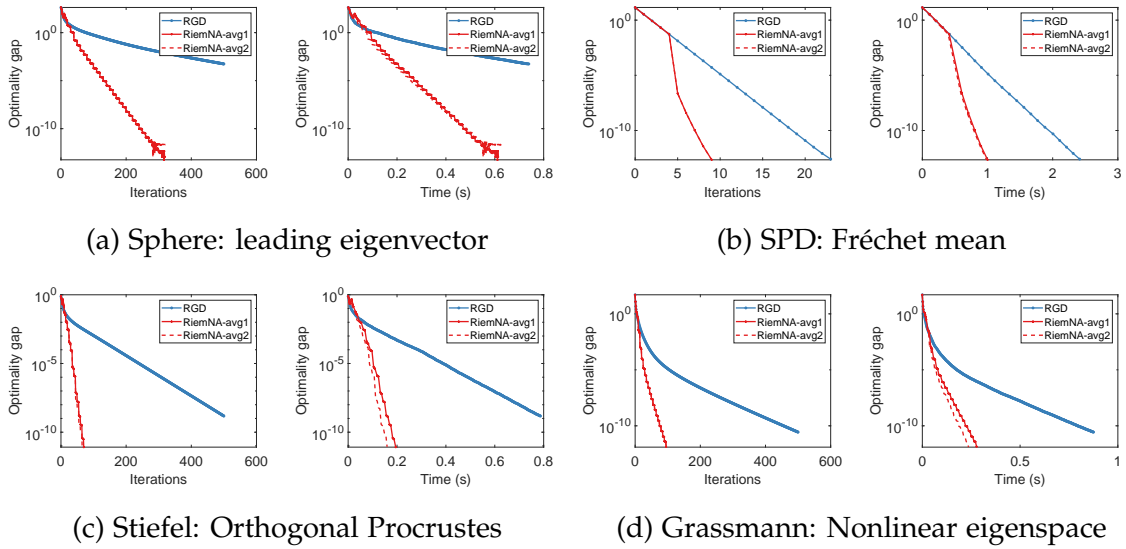 Optimality gap
10^0
10^-10
0 200 400 600
Iterations
RGD
RiemNA-avg1
RiemNA-avg2
Optimality gap
10^0
10^-10
0 0.2 0.4 0.6 0.8
Time (s)
RGD
RiemNA-avg1
RiemNA-avg2
(a) Sphere: leading eigenvector
Optimality gap
10^0
10^-10
0 5 10 15 20
Iterations
RGD
RiemNA-avg1
RiemNA-avg2
Optimality gap
10^0
10^-10
0 1 2 3
Time (s)
RGD
RiemNA-avg1
RiemNA-avg2
(b) SPD: Fréchet mean
Optimality gap
10^0
10^-5
10^-10
0 200 400 600
Iterations
RGD
RiemNA-avg1
RiemNA-avg2
Optimality gap
10^0
10^-5
10^-10
0 0.2 0.4 0.6 0.8
Time (s)
RGD
RiemNA-avg1
RiemNA-avg2
(c) Stiefel: Orthogonal Procrustes
Optimality gap
10^0
10^-5
10^-10
0 200 400 600
Iterations
RGD
RiemNA-avg1
RiemNA-avg2
Optimality gap
10^0
10^-5
10^-10
0 0.5 1
Time (s)
RGD
RiemNA-avg1
RiemNA-avg2
(d) Grassmann: Nonlinear eigenspace